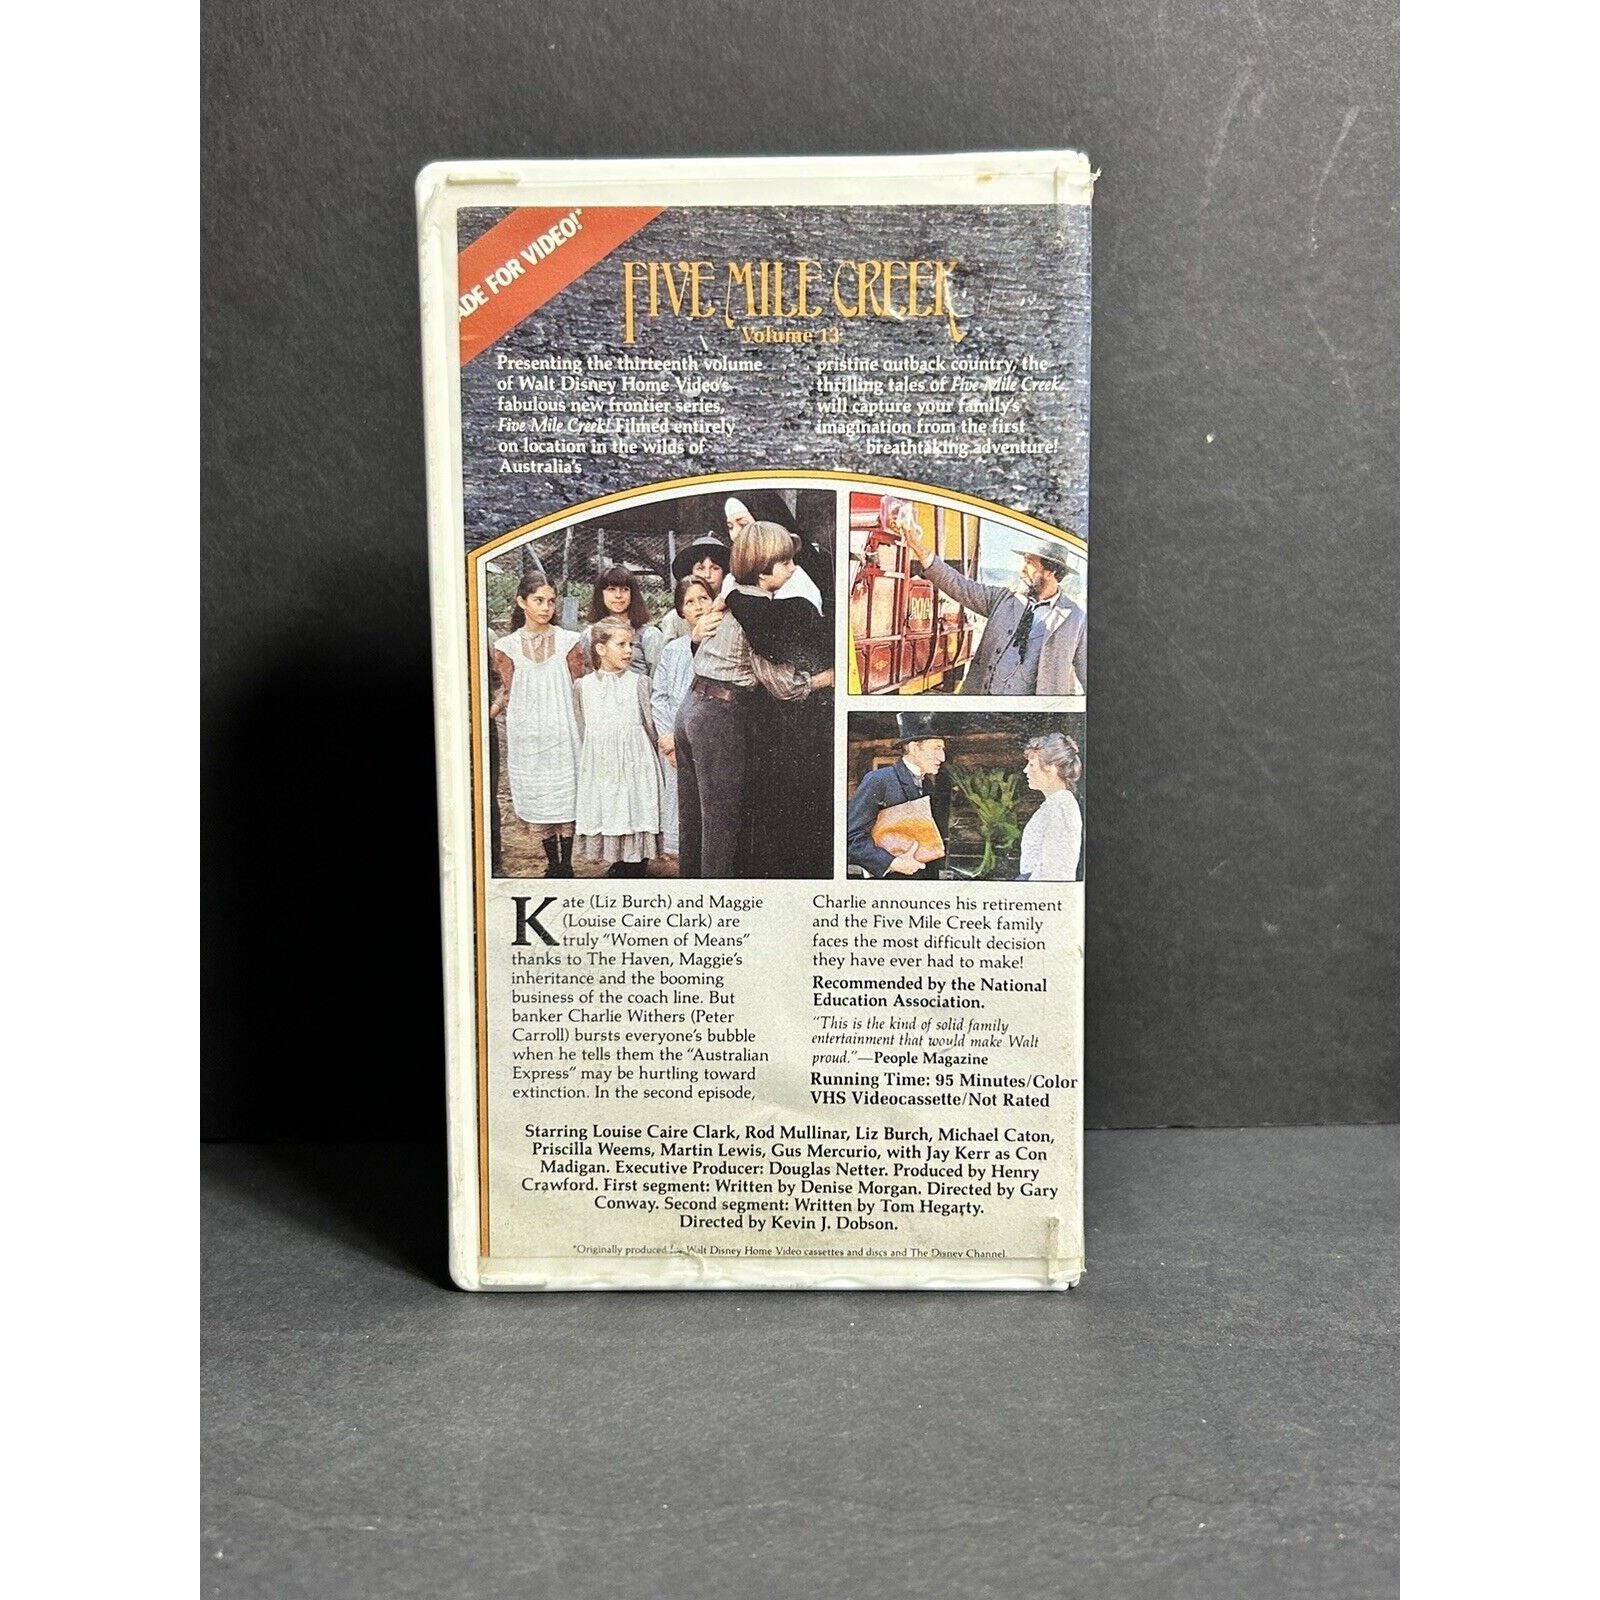 ADE FOR VIDEO!*
FIVE MILE CREEK
Volume 13
Presenting the thirteenth volume
of Walt Disney Home Video's
fabulous new frontier series,
Five Mile Creek! Filmed entirely
on location in the wilds of
Australia's
pristine outback country, the
thrilling tales of Five Mile Creek
will capture your family's
imagination from the first
breathtaking adventure!
ROYA
Kate (Liz Burch) and Maggie
(Louise Caire Clark) are
truly "Women of Means"
thanks to The Haven, Maggie's
inheritance and the booming
business of the coach line. But
banker Charlie Withers (Peter
Carroll) bursts everyone's bubble
when he tells them the "Australian
Express" may be hurtling toward
extinction. In the second episode,
Charlie announces his retirement
and the Five Mile Creek family
faces the most difficult decision
they have ever had to make!
Recommended by the National
Education Association.
"This is the kind of solid family
entertainment that would make Walt
proud."—People Magazine
Running Time: 95 Minutes/Color
VHS Videocassette/Not Rated
Starring Louise Caire Clark, Rod Mullinar, Liz Burch, Michael Caton,
Priscilla Weems, Martin Lewis, Gus Mercurio, with Jay Kerr as Con
Madigan. Executive Producer: Douglas Netter. Produced by Henry
Crawford. First segment: Written by Denise Morgan. Directed by Gary
Conway. Second segment: Written by Tom Hegarty.
Directed by Kevin J. Dobson.
*Originally produced for Walt Disney Home Video cassettes and discs and The Disney Channel.